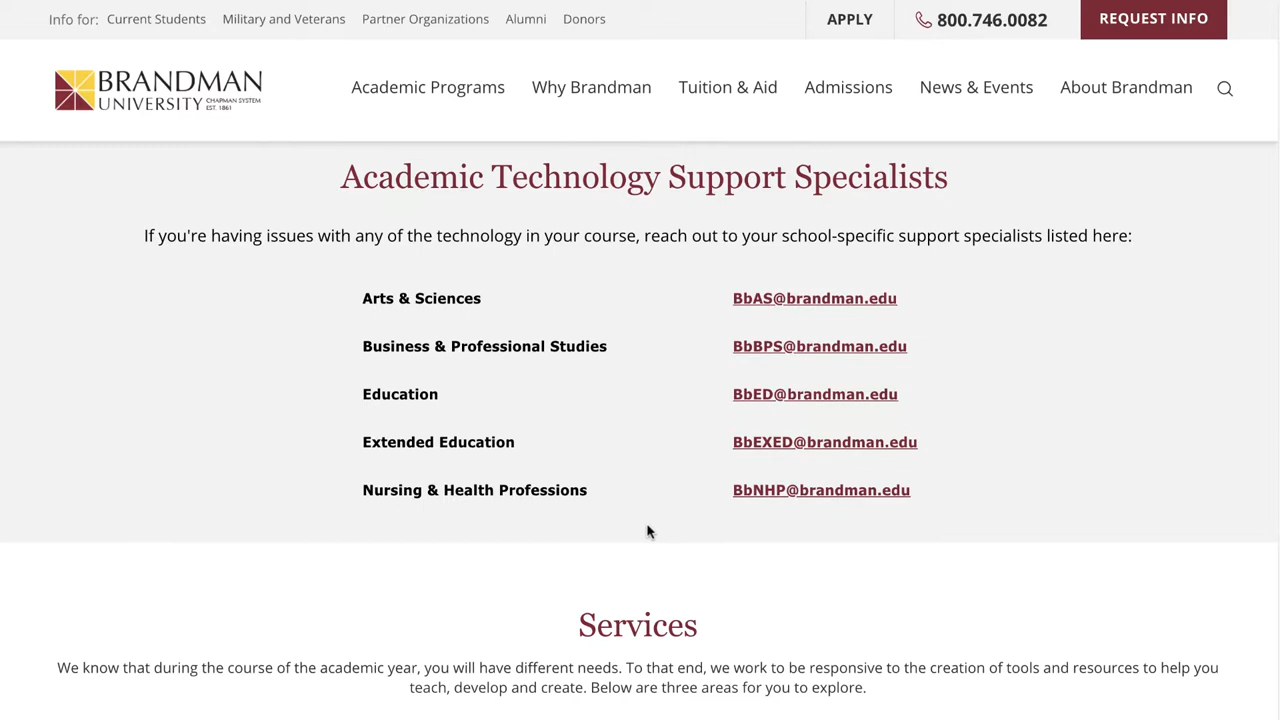 Info for: Current Students Military and Veterans Partner Organizations Alumni Donors APPLY 800.746.0082 REQUEST INFO
BRANDMAN
UNIVERSITY CHAPMAN SYSTEM
EST. 1861
Academic Programs Why Brandman Tuition & Aid Admissions News & Events About Brandman
Academic Technology Support Specialists
If you're having issues with any of the technology in your course, reach out to your school-specific support specialists listed here:
Arts & Sciences BbAS@brandman.edu
Business & Professional Studies BbBPS@brandman.edu
Education BbED@brandman.edu
Extended Education BbEXED@brandman.edu
Nursing & Health Professions BbNHP@brandman.edu
Services
We know that during the course of the academic year, you will have different needs. To that end, we work to be responsive to the creation of tools and resources to help you
teach, develop and create. Below are three areas for you to explore.